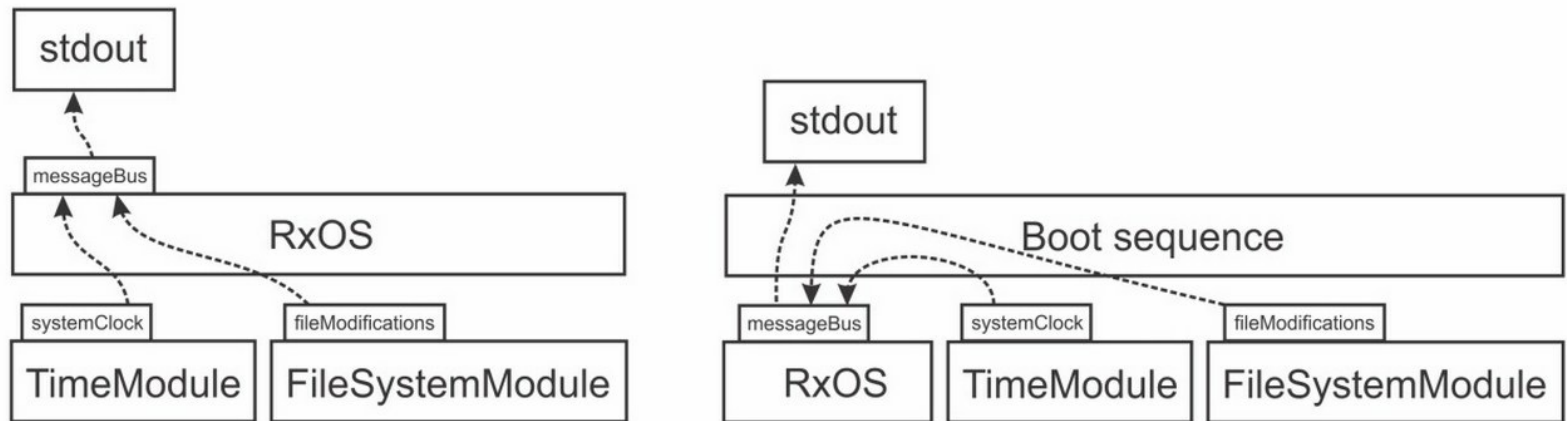 stdout
messageBus
RxOS
systemClock
fileModifications
TimeModule
FileSystemModule
stdout
Boot sequence
messageBus
systemClock
fileModifications
RxOS
TimeModule
FileSystemModule